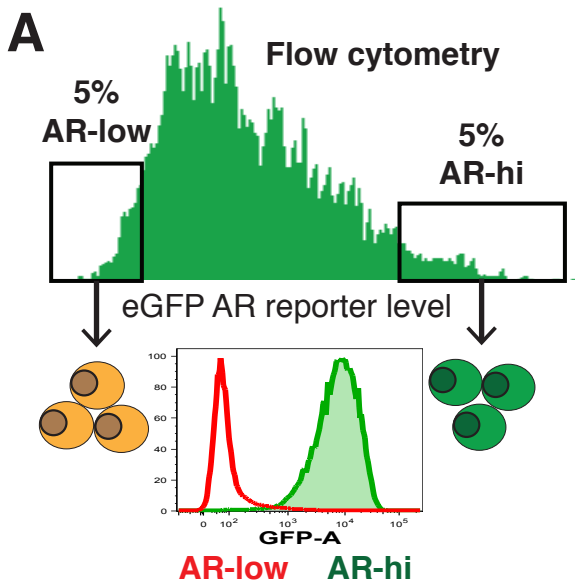 A
Flow cytometry
5%
AR-low
5%
AR-hi
eGFP AR reporter level
100
80
60
40
20
0
0 10² 10³ 10⁴ 10⁵
GFP-A
AR-low AR-hi